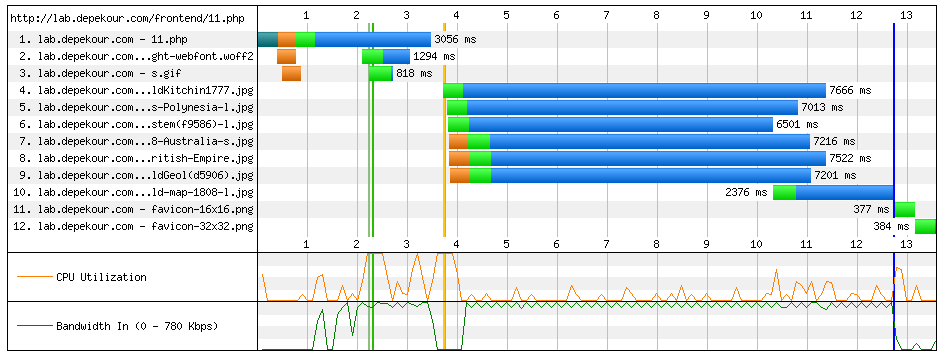 http://lab.depekour.com/frontend/11.php 1 2 3 4 5 6 7 8 9 10 11 12 13
1. lab.depekour.com - 11.php 3056 ms
2. lab.depekour.com...ght-webfont.woff2 1294 ms
3. lab.depekour.com - s.gif 818 ms
4. lab.depekour.com...ldKitchin1777.jpg 7666 ms
5. lab.depekour.com...s-Polynesia-l.jpg 7013 ms
6. lab.depekour.com...stem(f9586)-l.jpg 6501 ms
7. lab.depekour.com...8-Australia-s.jpg 7216 ms
8. lab.depekour.com...ritish-Empire.jpg 7522 ms
9. lab.depekour.com...ldGeol(d5906).jpg 7201 ms
10. lab.depekour.com...ld-map-1808-l.jpg 2376 ms
11. lab.depekour.com - favicon-16x16.png 377 ms
12. lab.depekour.com - favicon-32x32.png 384 ms
1 2 3 4 5 6 7 8 9 10 11 12 13
CPU Utilization
Bandwidth In (0 - 780 Kbps)